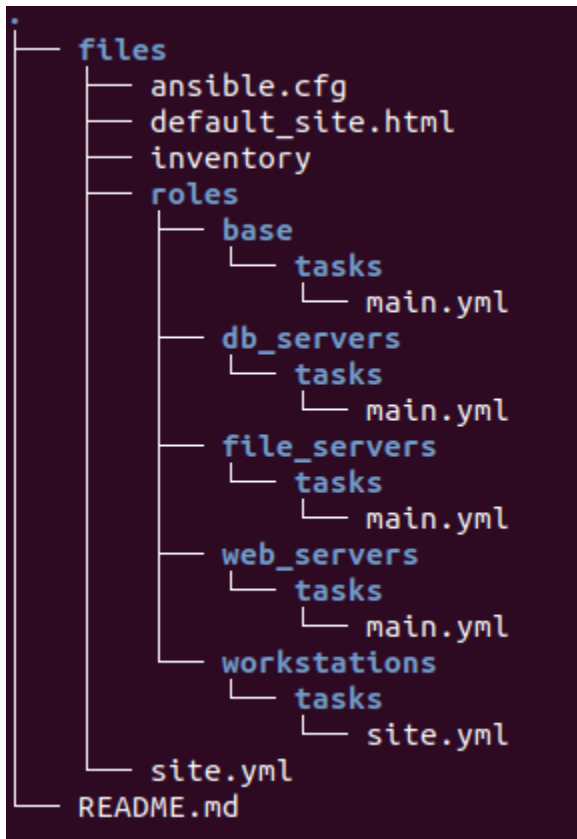 .
├── files
│   ├── ansible.cfg
│   ├── default_site.html
│   ├── inventory
│   ├── roles
│   │   ├── base
│   │   │   └── tasks
│   │   │       └── main.yml
│   │   ├── db_servers
│   │   │   └── tasks
│   │   │       └── main.yml
│   │   ├── file_servers
│   │   │   └── tasks
│   │   │       └── main.yml
│   │   ├── web_servers
│   │   │   └── tasks
│   │   │       └── main.yml
│   │   └── workstations
│   │       └── tasks
│   │           └── site.yml
│   └── site.yml
└── README.md